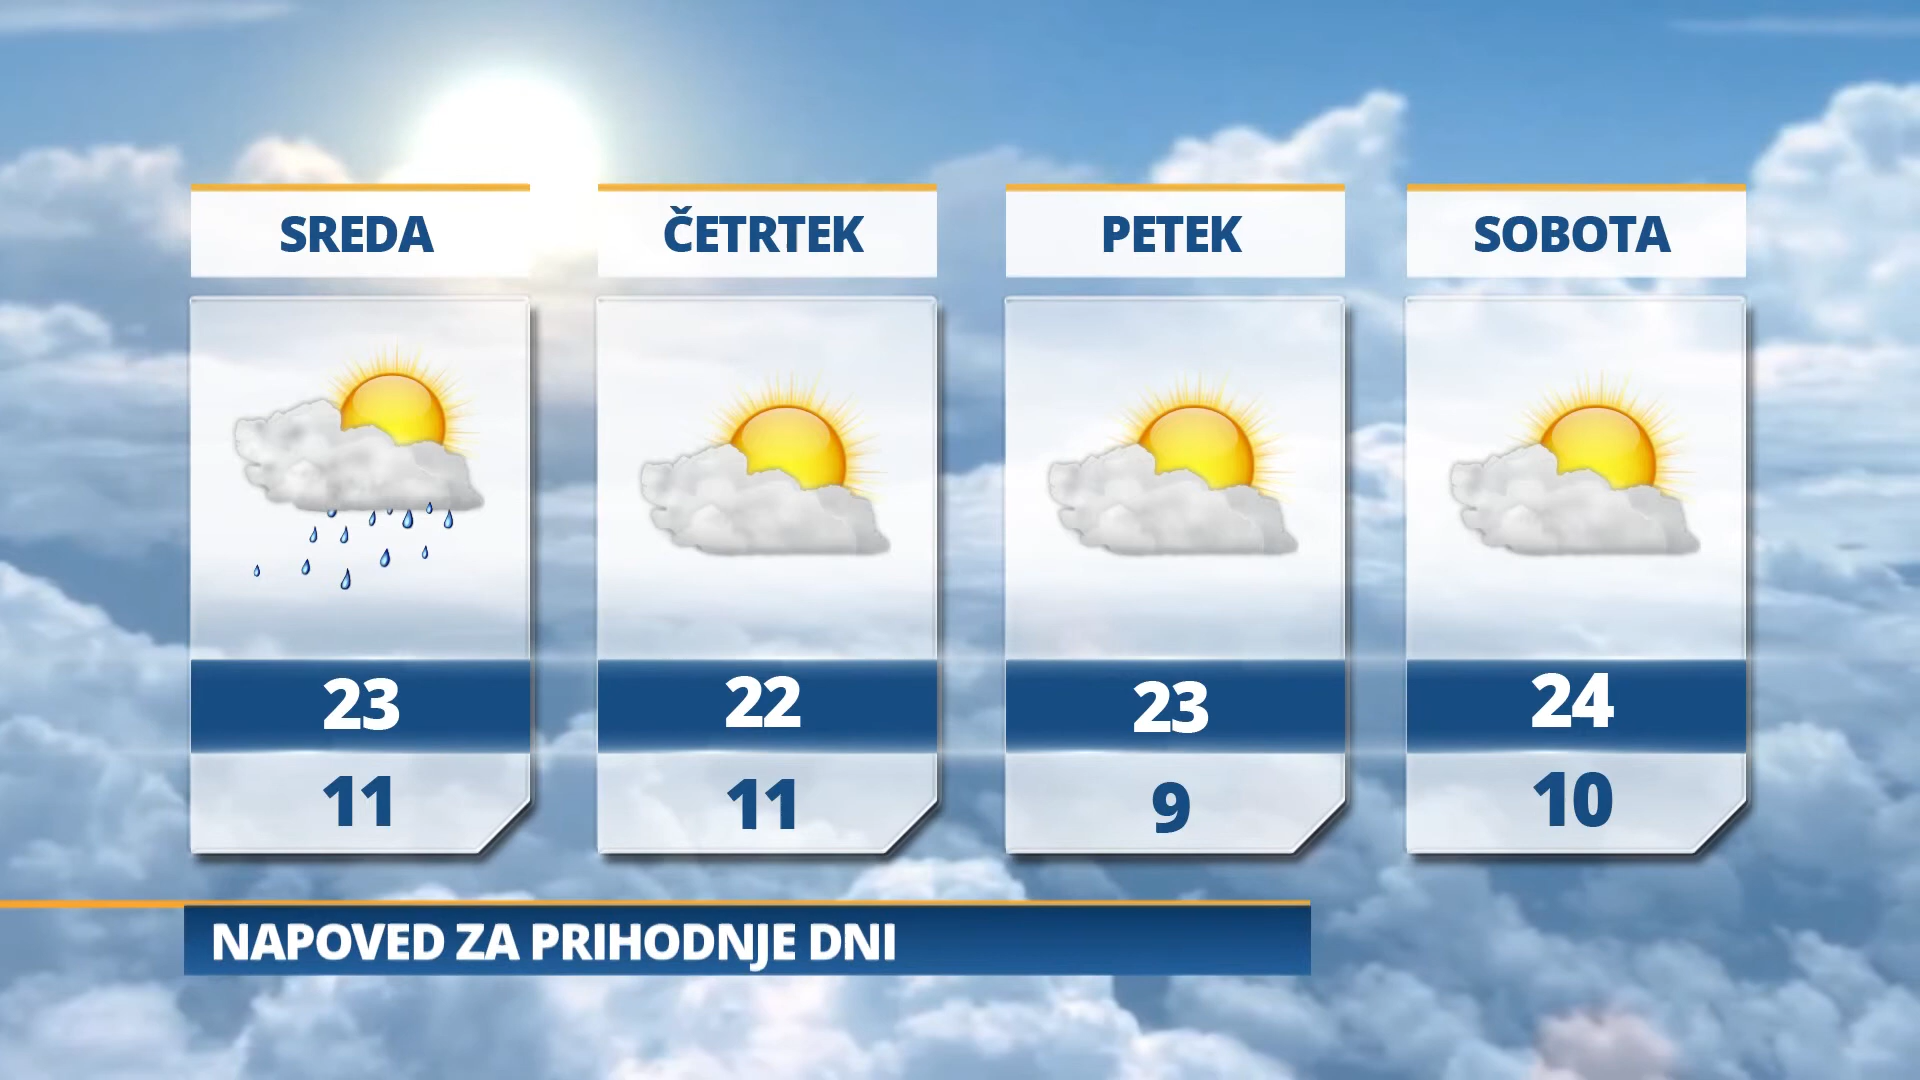 SREDA ČETRTEK PETEK SOBOTA
23 22 23 24
11 11 9 10
NAPOVED ZA PRIHODNJE DNI